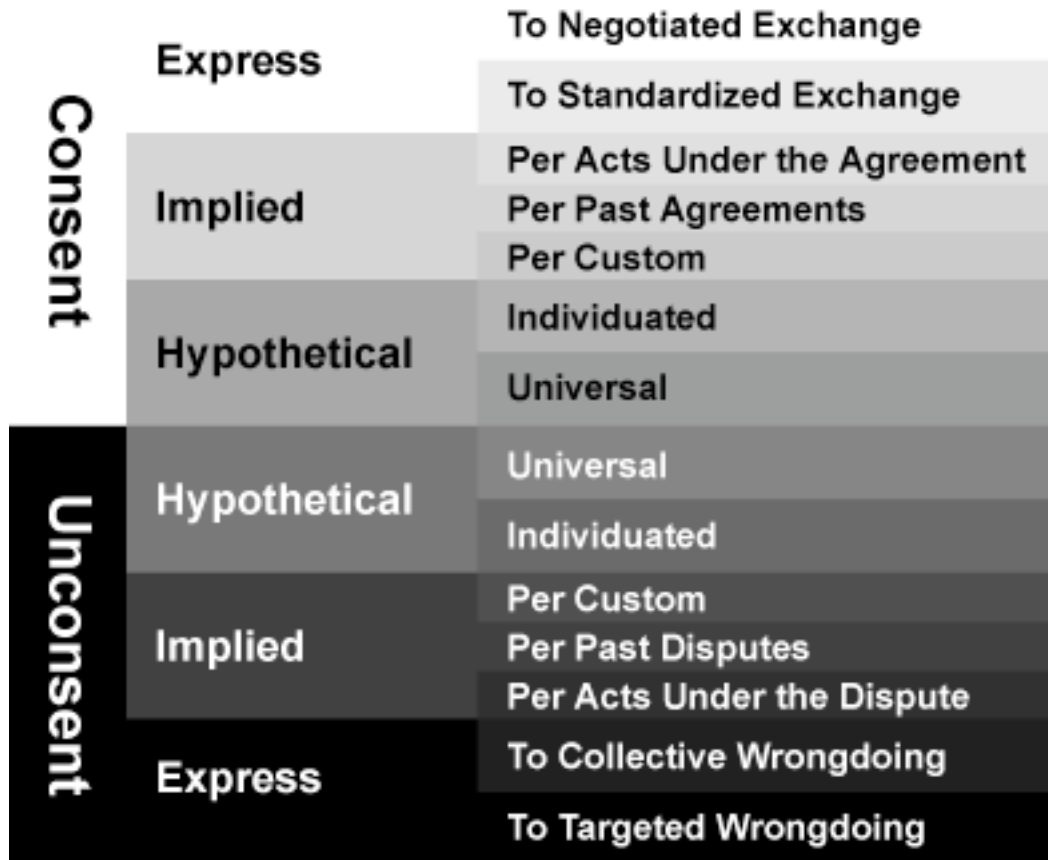 Consent
Express
To Negotiated Exchange
To Standardized Exchange
Implied
Per Acts Under the Agreement
Per Past Agreements
Per Custom
Hypothetical
Individuated
Universal
Unconsent
Hypothetical
Universal
Individuated
Implied
Per Custom
Per Past Disputes
Per Acts Under the Dispute
Express
To Collective Wrongdoing
To Targeted Wrongdoing